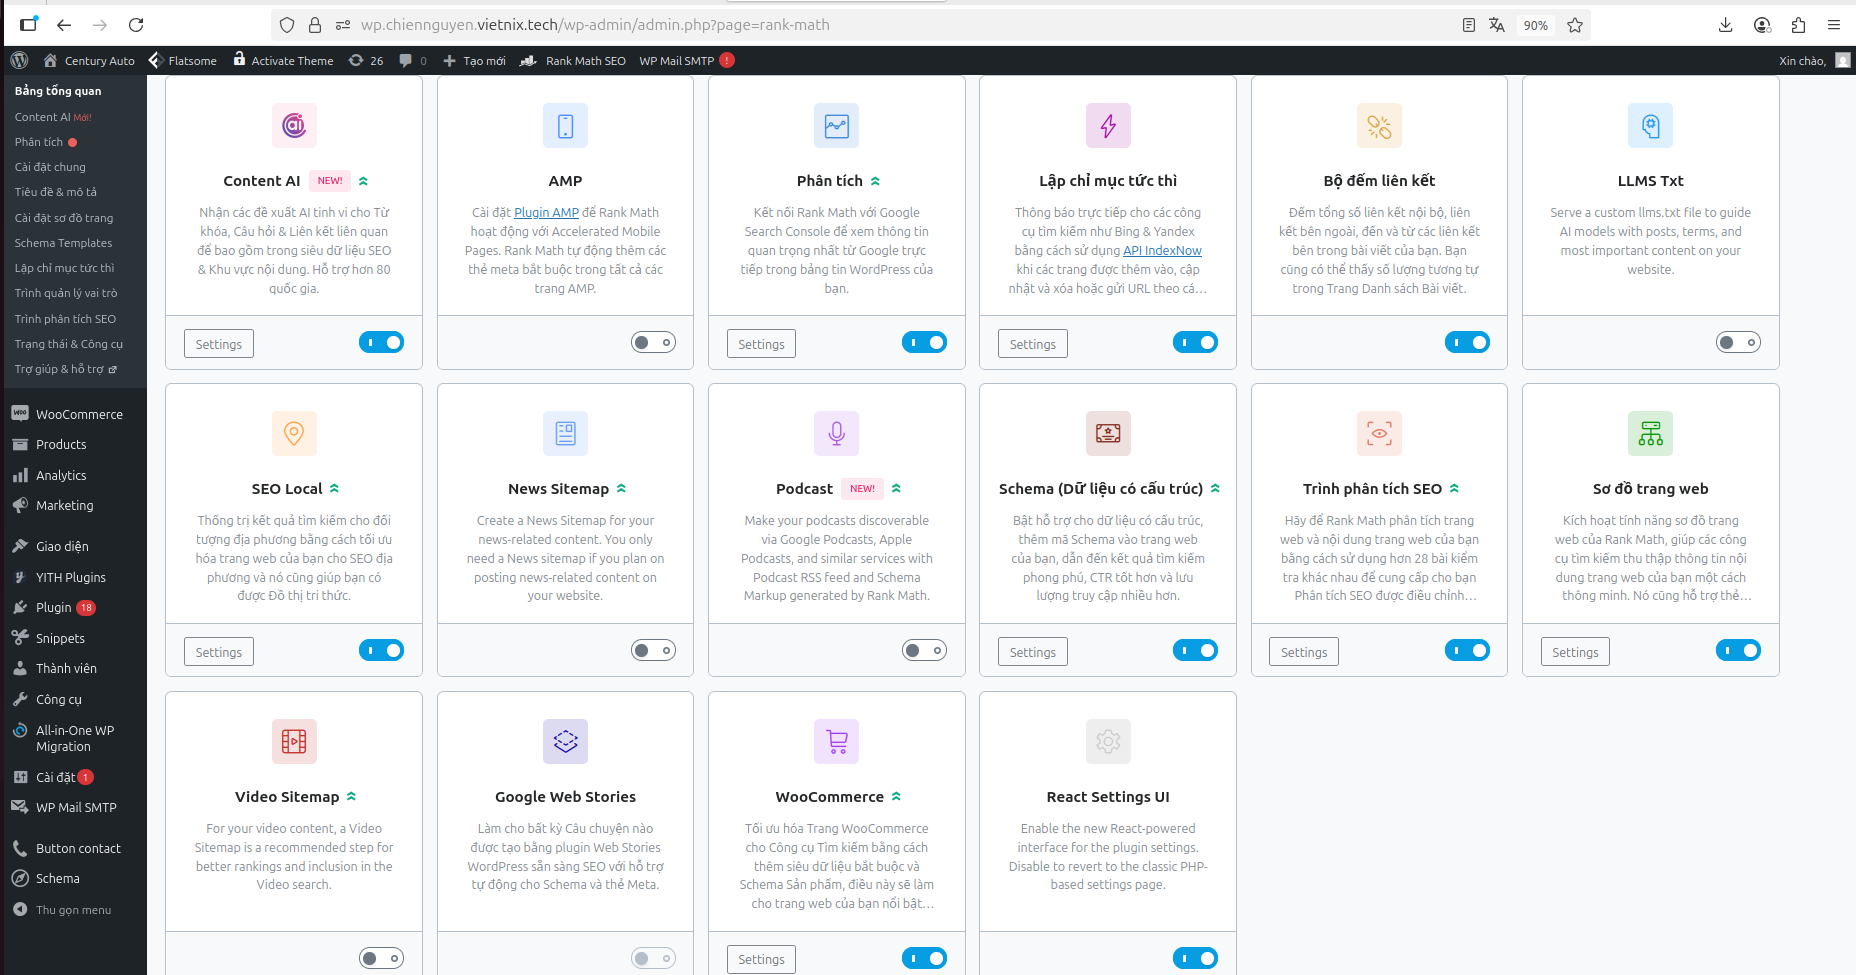 wp.chiennguyen.vietnix.tech/wp-admin/admin.php?page=rank-math
90%
Century Auto
Flatsome
Activate Theme
26
0
Tạo mới
Rank Math SEO
WP Mail SMTP !
Xin chào,
Bảng tổng quan
Content AI Mới!
Phân tích
Cài đặt chung
Tiêu đề & mô tả
Cài đặt sơ đồ trang
Schema Templates
Lập chỉ mục tức thì
Trình quản lý vai trò
Trình phân tích SEO
Trạng thái & Công cụ
Trợ giúp & hỗ trợ
WooCommerce
Products
Analytics
Marketing
Giao diện
YITH Plugins
Plugin 18
Snippets
Thành viên
Công cụ
All-in-One WP
Migration
Cài đặt 1
WP Mail SMTP
Button contact
Schema
Thu gọn menu
Content AI NEW!
Nhận các đề xuất AI tinh vi cho Từ
khóa, Câu hỏi & Liên kết liên quan
để bao gồm trong siêu dữ liệu SEO
& Khu vực nội dung. Hỗ trợ hơn 80
quốc gia.
Settings
AMP
Cài đặt Plugin AMP để Rank Math
hoạt động với Accelerated Mobile
Pages. Rank Math tự động thêm các
thẻ meta bắt buộc trong tất cả các
trang AMP.
Phân tích
Kết nối Rank Math với Google
Search Console để xem thông tin
quan trọng nhất từ Google trực
tiếp trong bảng tin WordPress của
bạn.
Settings
Lập chỉ mục tức thì
Thông báo trực tiếp cho các công
cụ tìm kiếm như Bing & Yandex
bằng cách sử dụng API IndexNow
khi các trang được thêm vào, cập
nhật và xóa hoặc gửi URL theo cá...
Settings
Bộ đếm liên kết
Đếm tổng số liên kết nội bộ, liên
kết bên ngoài, đến và từ các liên kết
bên trong bài viết của bạn. Bạn
cũng có thể thấy số lượng tương tự
trong Trang Danh sách Bài viết.
LLMS Txt
Serve a custom llms.txt file to guide
AI models with posts, terms, and
most important content on your
website.
SEO Local
Thống trị kết quả tìm kiếm cho đối
tượng địa phương bằng cách tối ưu
hóa trang web của bạn cho SEO địa
phương và nó cũng giúp bạn có
được Đồ thị tri thức.
Settings
News Sitemap
Create a News Sitemap for your
news-related content. You only
need a News sitemap if you plan on
posting news-related content on
your website.
Podcast NEW!
Make your podcasts discoverable
via Google Podcasts, Apple
Podcasts, and similar services with
Podcast RSS feed and Schema
Markup generated by Rank Math.
Schema (Dữ liệu có cấu trúc)
Bật hỗ trợ cho dữ liệu có cấu trúc,
thêm mã Schema vào trang web
của bạn, dẫn đến kết quả tìm kiếm
phong phú, CTR tốt hơn và lưu
lượng truy cập nhiều hơn.
Settings
Trình phân tích SEO
Hãy để Rank Math phân tích trang
web và nội dung trang web của bạn
bằng cách sử dụng hơn 28 bài kiểm
tra khác nhau để cung cấp cho bạn
Phân tích SEO được điều chỉnh...
Settings
Sơ đồ trang web
Kích hoạt tính năng sơ đồ trang
web của Rank Math, giúp các công
cụ tìm kiếm thu thập thông tin nội
dung trang web của bạn một cách
thông minh. Nó cũng hỗ trợ thẻ...
Settings
Video Sitemap
For your video content, a Video
Sitemap is a recommended step for
better rankings and inclusion in the
Video search.
Google Web Stories
Làm cho bất kỳ Câu chuyện nào
được tạo bằng plugin Web Stories
WordPress sẵn sàng SEO với hỗ trợ
tự động cho Schema và thẻ Meta.
WooCommerce
Tối ưu hóa Trang WooCommerce
cho Công cụ Tìm kiếm bằng cách
thêm siêu dữ liệu bắt buộc và
Schema Sản phẩm, điều này sẽ làm
cho trang web của bạn nổi bật...
Settings
React Settings UI
Enable the new React-powered
interface for the plugin settings.
Disable to revert to the classic PHP-
based settings page.